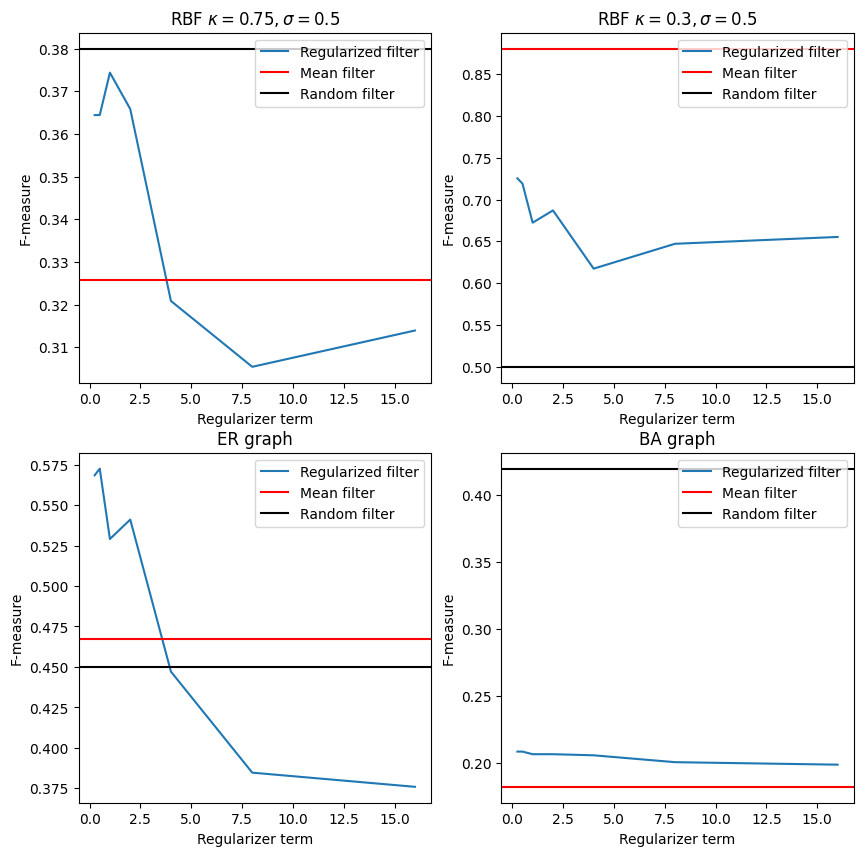 RBF κ = 0.75, σ = 0.5
F-measure
0.38
0.37
0.36
0.35
0.34
0.33
0.32
0.31
Regularized filter
Mean filter
Random filter
0.0 2.5 5.0 7.5 10.0 12.5 15.0
Regularizer term
RBF κ = 0.3, σ = 0.5
F-measure
0.85
0.80
0.75
0.70
0.65
0.60
0.55
0.50
Regularized filter
Mean filter
Random filter
0.0 2.5 5.0 7.5 10.0 12.5 15.0
Regularizer term
ER graph
F-measure
0.575
0.550
0.525
0.500
0.475
0.450
0.425
0.400
0.375
Regularized filter
Mean filter
Random filter
0.0 2.5 5.0 7.5 10.0 12.5 15.0
Regularizer term
BA graph
F-measure
0.40
0.35
0.30
0.25
0.20
Regularized filter
Mean filter
Random filter
0.0 2.5 5.0 7.5 10.0 12.5 15.0
Regularizer term